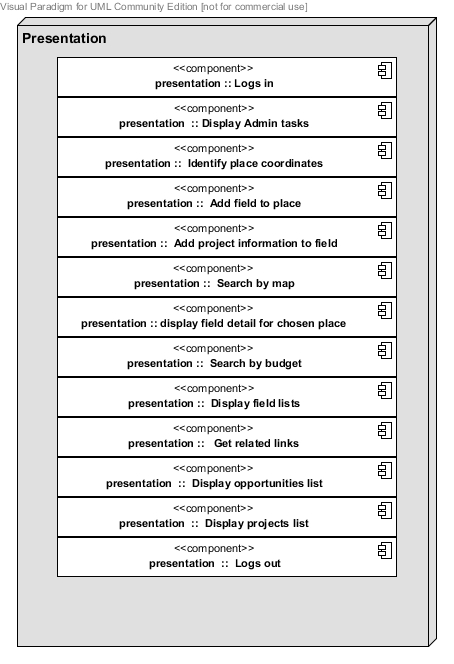 Visual Paradigm for UML Community Edition [not for commercial use]
Presentation
<<component>>
presentation :: Logs in
<<component>>
presentation :: Display Admin tasks
<<component>>
presentation :: Identify place coordinates
<<component>>
presentation :: Add field to place
<<component>>
presentation :: Add project information to field
<<component>>
presentation :: Search by map
<<component>>
presentation :: display field detail for chosen place
<<component>>
presentation :: Search by budget
<<component>>
presentation :: Display field lists
<<component>>
presentation :: Get related links
<<component>>
presentation :: Display opportunities list
<<component>>
presentation :: Display projects list
<<component>>
presentation :: Logs out